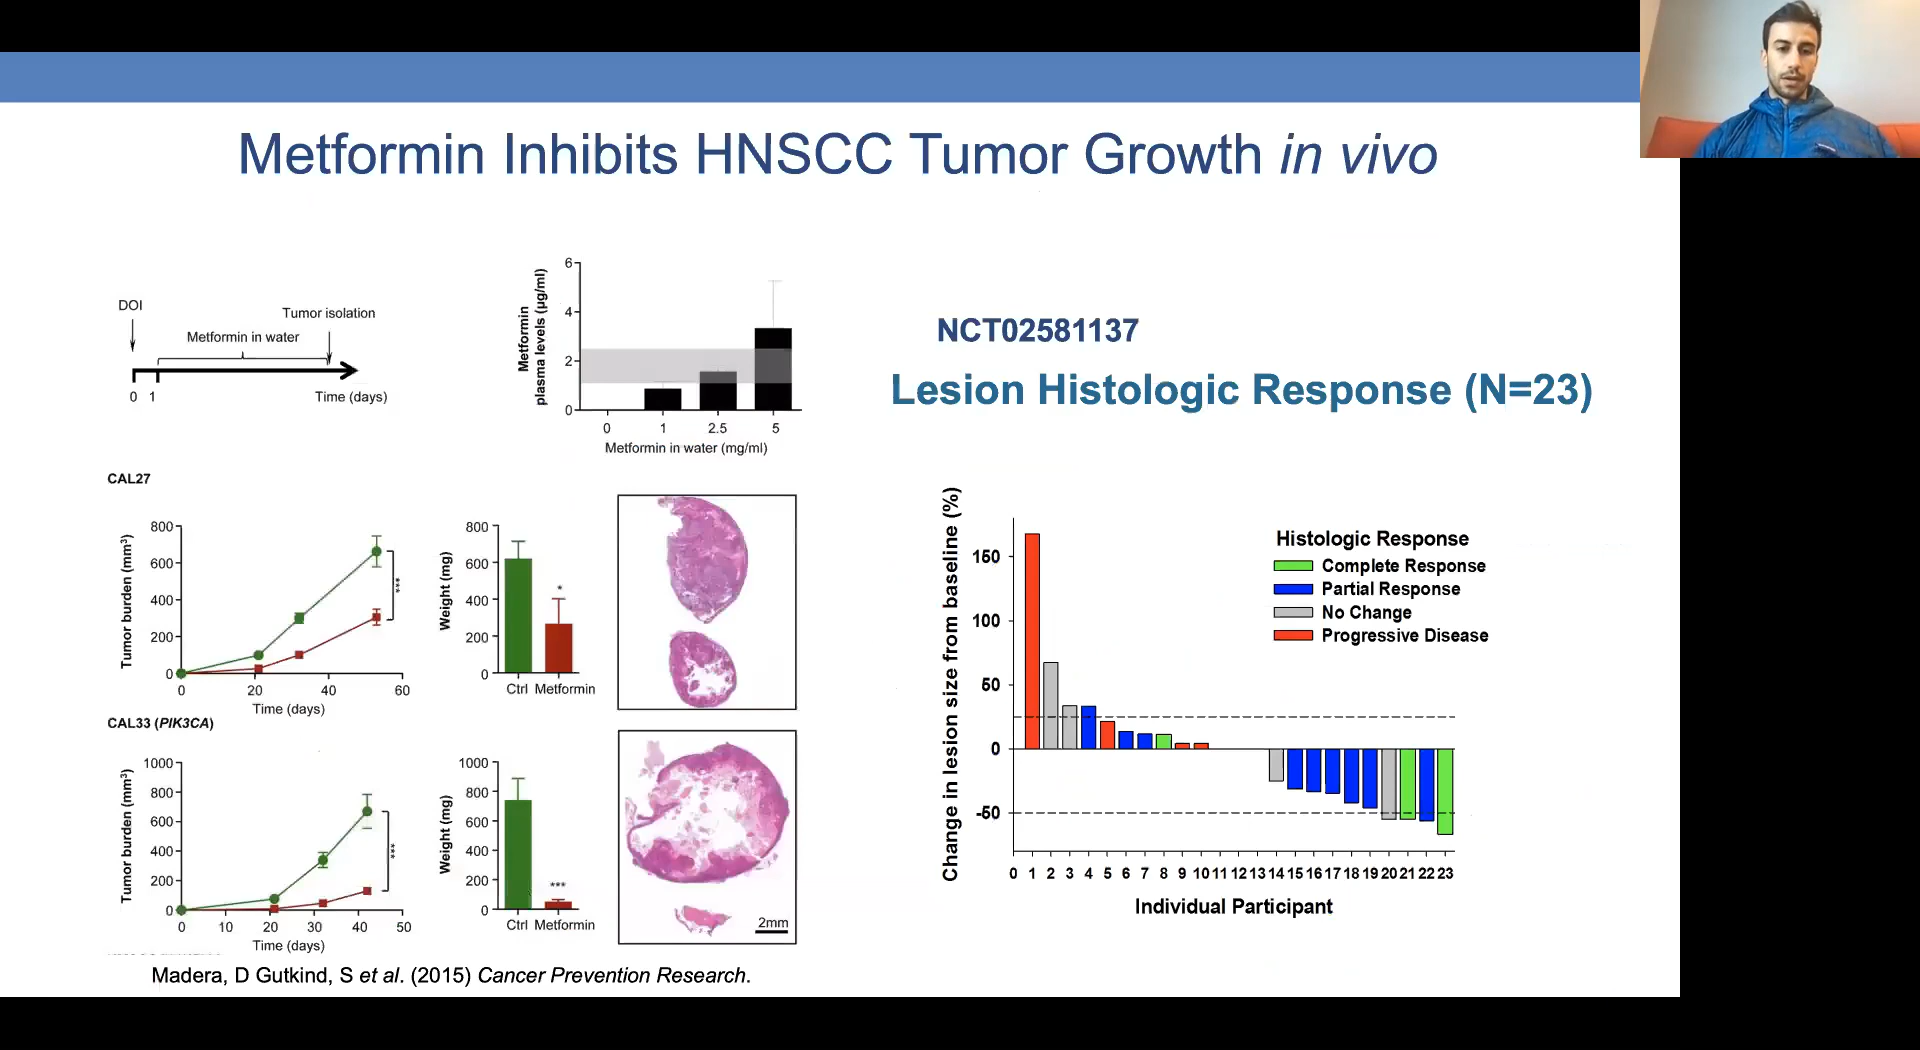 Metformin Inhibits HNSCC Tumor Growth in vivo
DOI
Tumor isolation
Metformin in water
0 1
Time (days)
Metformin
plasma levels (µg/ml)
6
4
2
0
0 1 2.5 5
Metformin in water (mg/ml)
NCT02581137
Lesion Histologic Response (N=23)
CAL27
Tumor burden (mm³)
800
600
400
200
0
***
0 20 40 60
Time (days)
Weight (mg)
800
600
400
200
0
*
Ctrl Metformin
CAL33 (PIK3CA)
Tumor burden (mm³)
1000
800
600
400
200
0
***
0 10 20 30 40 50
Time (days)
Weight (mg)
1000
800
600
400
200
0
***
Ctrl Metformin
2mm
Change in lesion size from baseline (%)
150
100
50
0
-50
Histologic Response
Complete Response
Partial Response
No Change
Progressive Disease
0 1 2 3 4 5 6 7 8 9 10 11 12 13 14 15 16 17 18 19 20 21 22 23
Individual Participant
Madera, D Gutkind, S et al. (2015) Cancer Prevention Research.